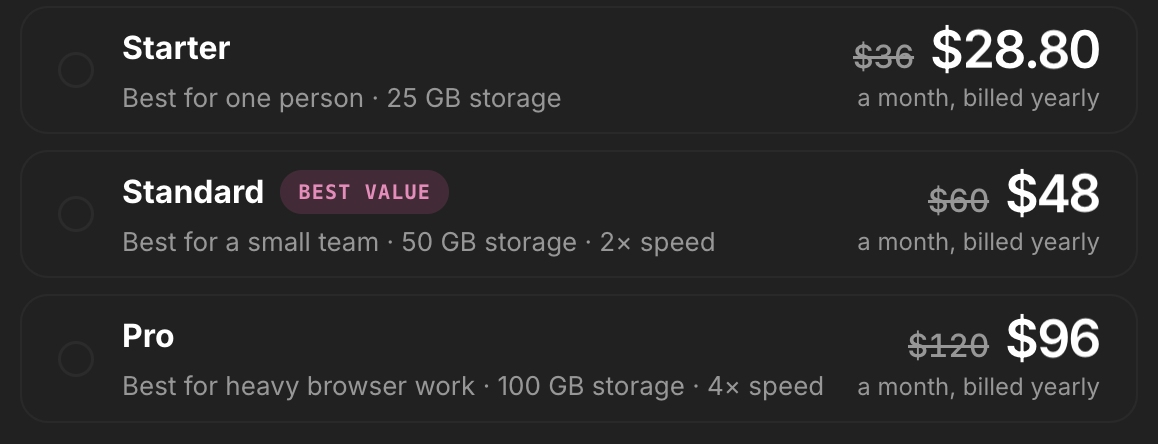 Starter
$36 $28.80
Best for one person · 25 GB storage
a month, billed yearly
Standard BEST VALUE
$60 $48
Best for a small team · 50 GB storage · 2× speed
a month, billed yearly
Pro
$120 $96
Best for heavy browser work · 100 GB storage · 4× speed
a month, billed yearly